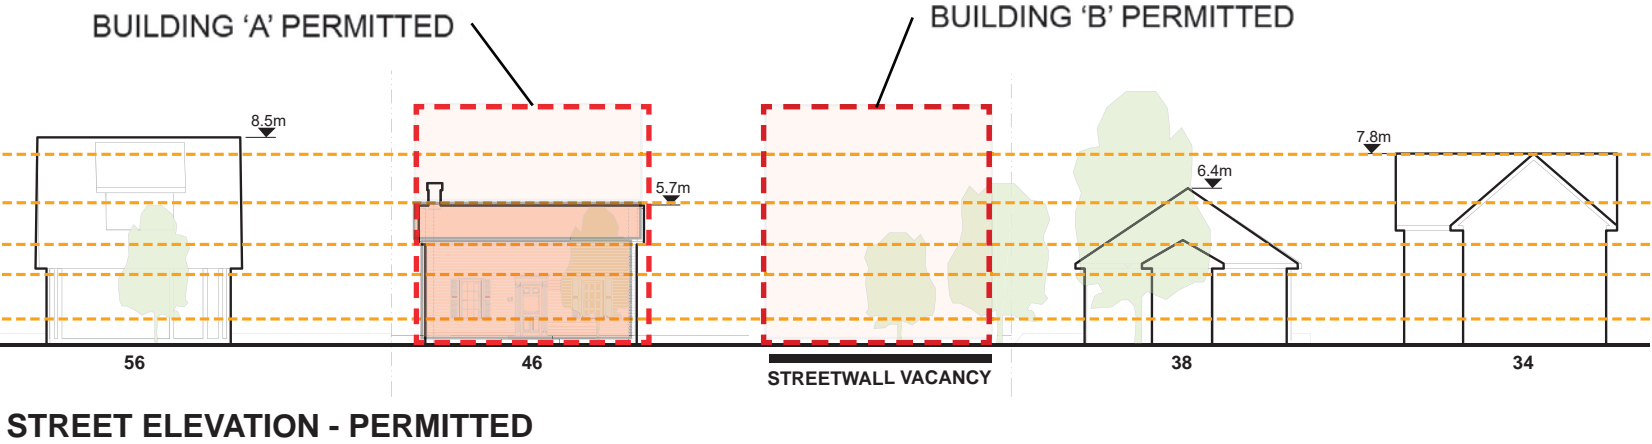 BUILDING ‘A’ PERMITTED
BUILDING ‘B’ PERMITTED
8.5m
5.7m
6.4m
7.8m
56
46
STREETWALL VACANCY
38
34
STREET ELEVATION - PERMITTED